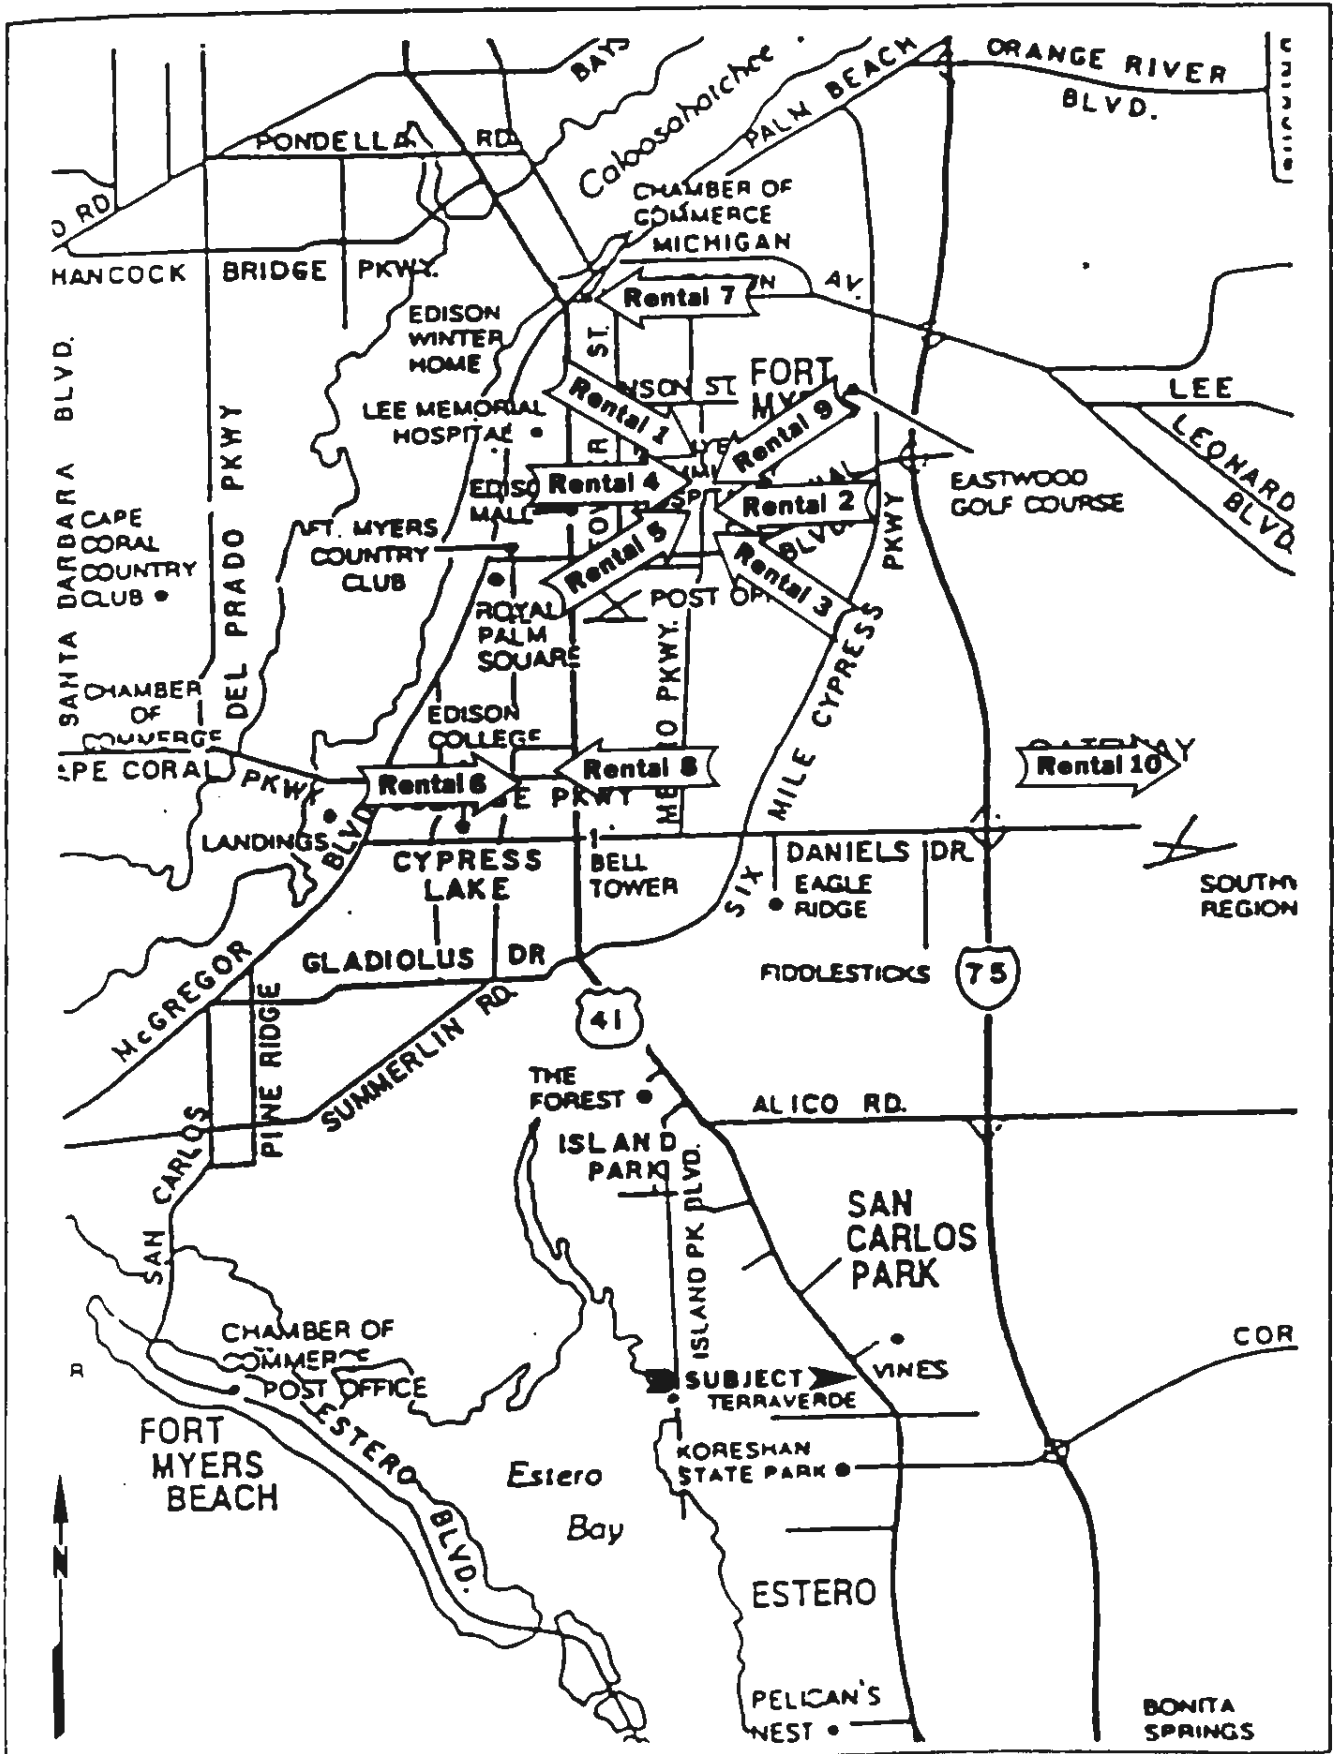 BAYS
Caloosahatchee
PALM BEACH
ORANGE RIVER
BLVD.
PONDELLA RD.
CHAMBER OF
COMMERCE
MICHIGAN
RD
HANCOCK BRIDGE PKWY.
Rental 7
AV.
EDISON
WINTER
HOME
ST.
SANTA BARBARA BLVD.
DEL PRADO PKWY
FORT
Rental 1
ST.
Rental 9
LEE
LEONARD
BLVD.
LEE MEMORIAL
HOSPITAL
Rental 4
MALL
Rental 2
EASTWOOD
GOLF COURSE
CAPE
CORAL
COUNTRY
CLUB
FT. MYERS
COUNTRY
CLUB
Rental 5
BLVD
Rental 3
PKWY
POST
ROYAL
PALM
SQUARE
PKWY.
SIX MILE CYPRESS
CHAMBER
OF
COMMERCE
EDISON
COLLEGE
CORAL PKWY
Rental 6
Rental 8
PKWY
Rental 10
LANDINGS
BLVD
CYPRESS
LAKE
BELL
TOWER
DANIELS DR.
EAGLE
RIDGE
REGION
McGREGOR
GLADIOLUS DR
FIDDLESTICKS
75
41
PINE RIDGE
SUMMERLIN RD.
THE
FOREST
ALICO RD.
ISLAND
PARK
ISLAND PK BLVD.
SAN CARLOS
SAN
CARLOS
PARK
CHAMBER OF
COMMERCE
POST OFFICE
COR
R
SUBJECT
VINES
TERRAVERDE
FORT
MYERS
BEACH
ESTERO BLVD.
Estero
Bay
KORESHAN
STATE PARK
N
ESTERO
PELICAN'S
NEST
BONITA
SPRINGS